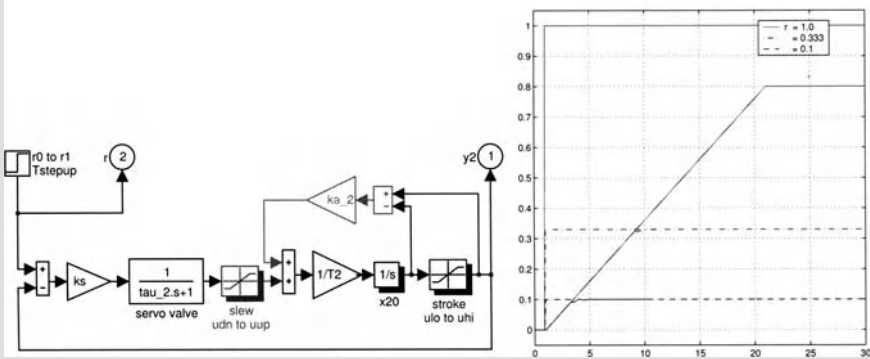 r0 to r1
Tstepup
r
2
y2
1
ka_2
+
−
+
−
ks
1
tau_2.s+1
servo valve
slew
udn to uup
+
+
1/T2
1/s
x20
stroke
ulo to uhi
r = 1.0
= 0.333
= 0.1
1
0.9
0.8
0.7
0.6
0.5
0.4
0.3
0.2
0.1
0
0
5
10
15
20
25
30